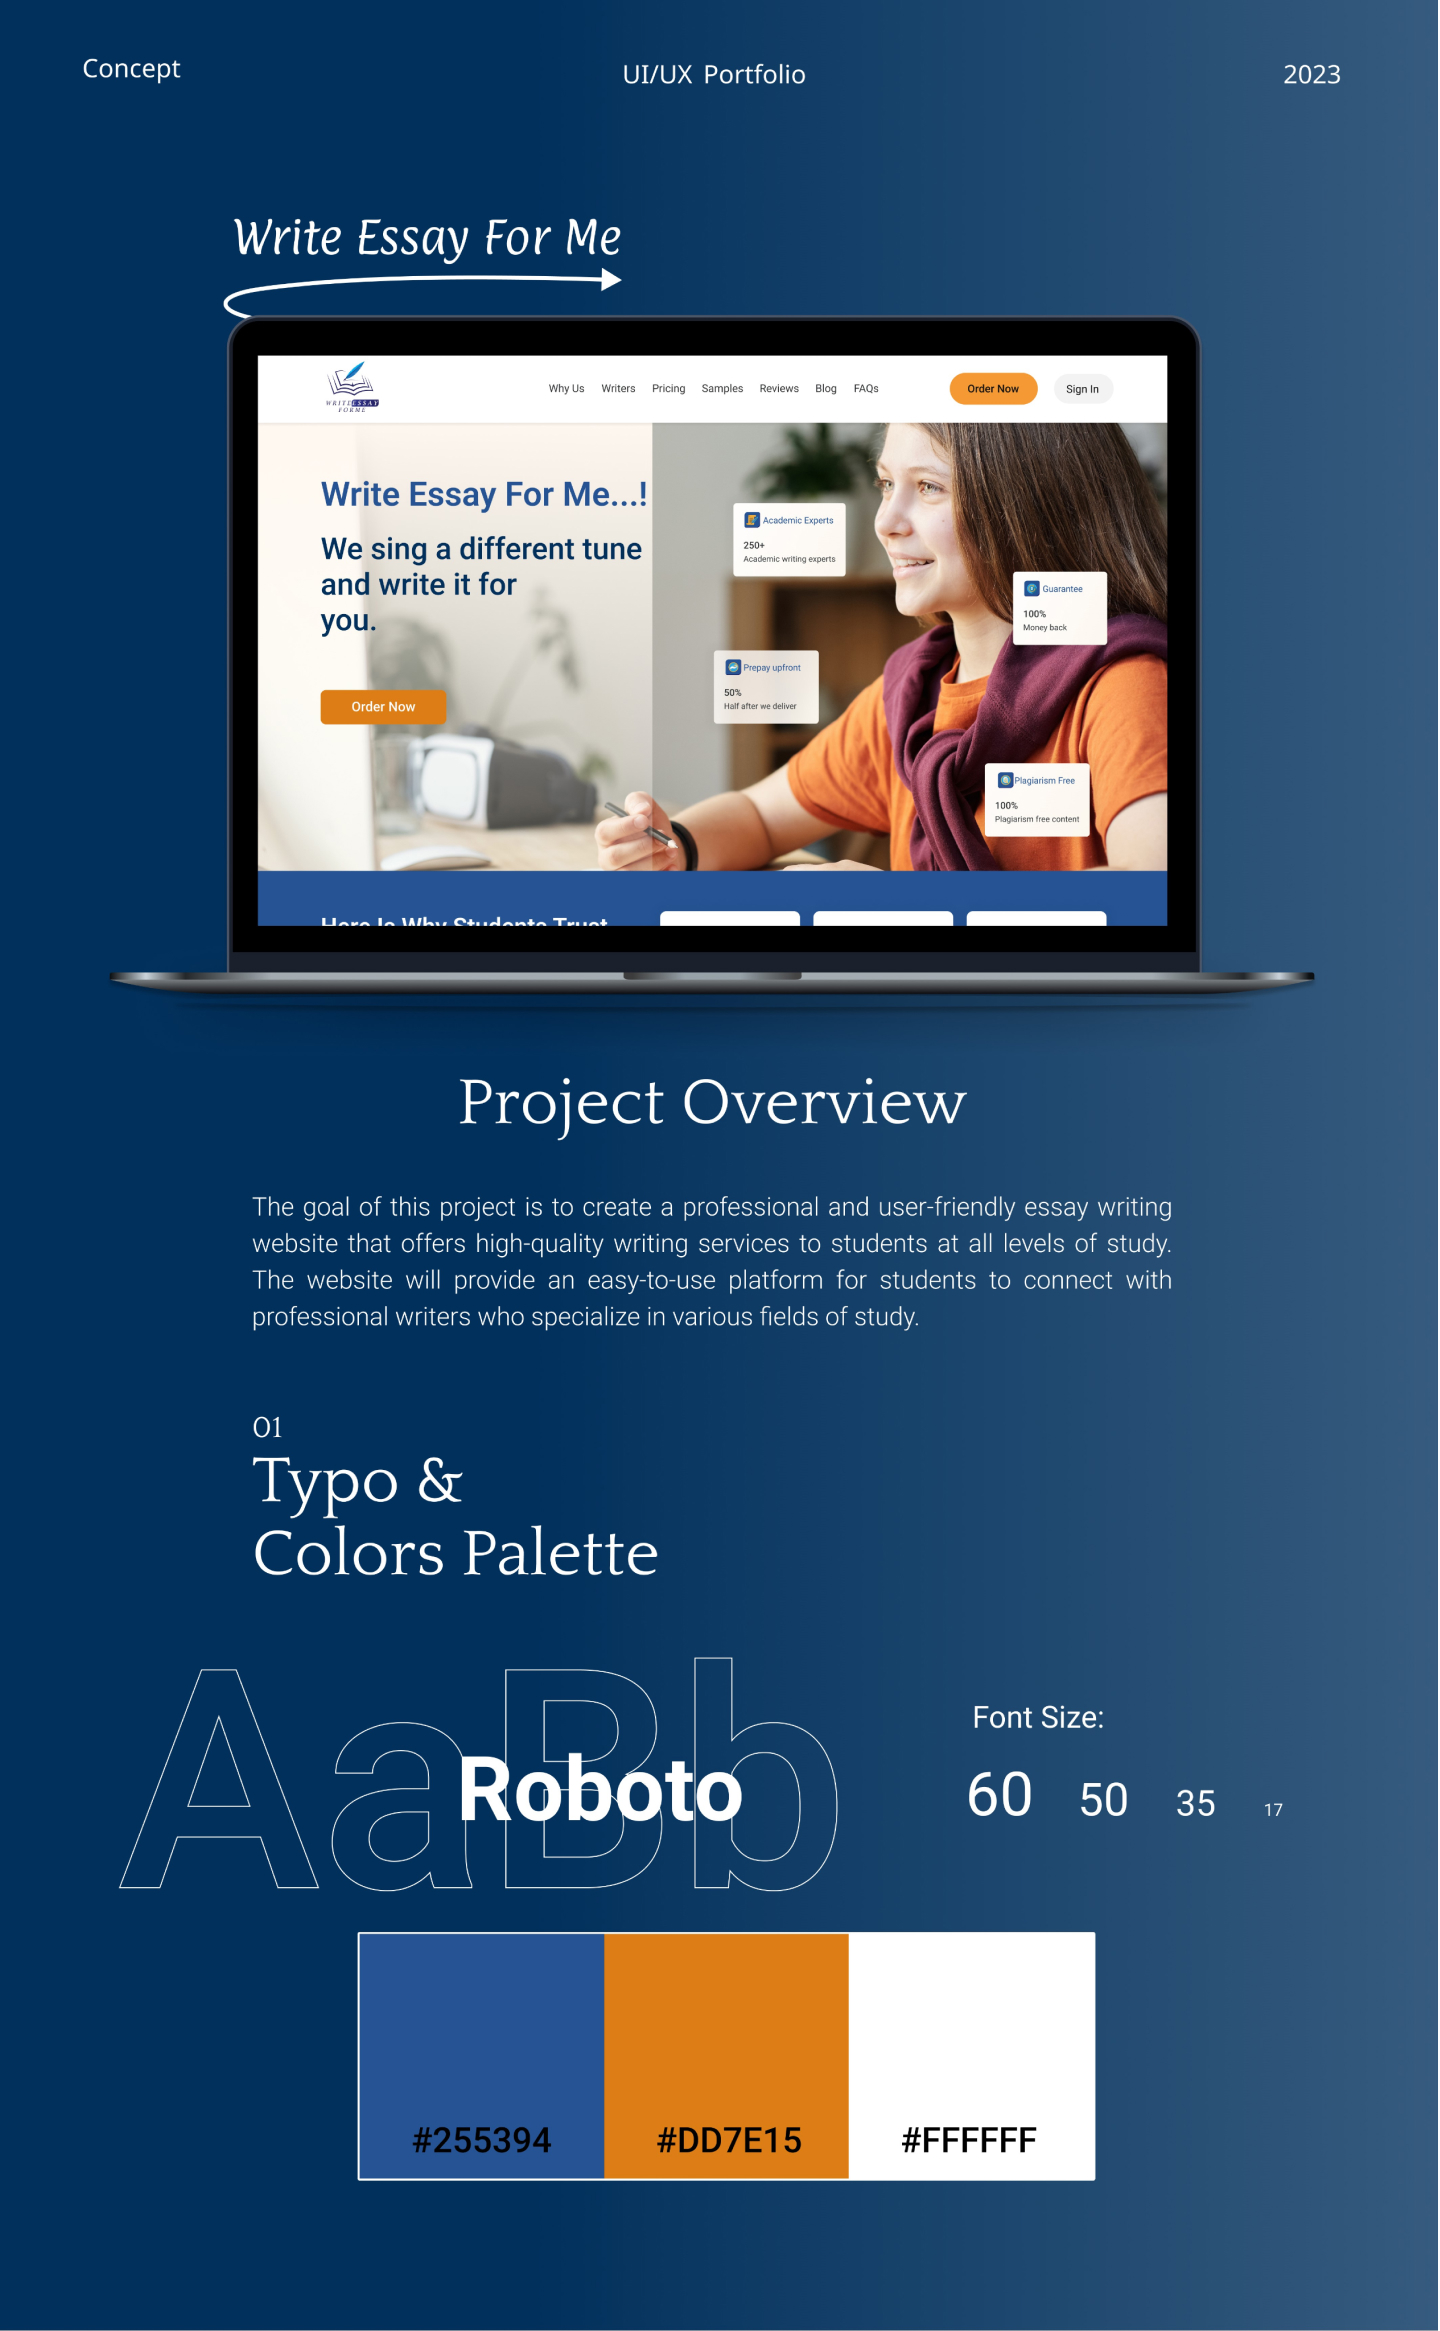 Concept
UI/UX Portfolio
2023
Write Essay For Me
WRITE ESSAY
FORME
Why Us
Writers
Pricing
Samples
Reviews
Blog
FAQs
Order Now
Sign In
Write Essay For Me...!
We sing a different tune
and write it for
you.
Order Now
Academic Experts
250+
Academic writing experts
Guarantee
100%
Money back
Prepay upfront
50%
Half after we deliver
Plagiarism Free
100%
Plagiarism free content
Here Is Why Students Trust
Project Overview
The goal of this project is to create a professional and user-friendly essay writing
website that offers high-quality writing services to students at all levels of study.
The website will provide an easy-to-use platform for students to connect with
professional writers who specialize in various fields of study.
01
Typo &
Colors Palette
AaBb
Roboto
Font Size:
60 50 35 17
#255394
#DD7E15
#FFFFFF